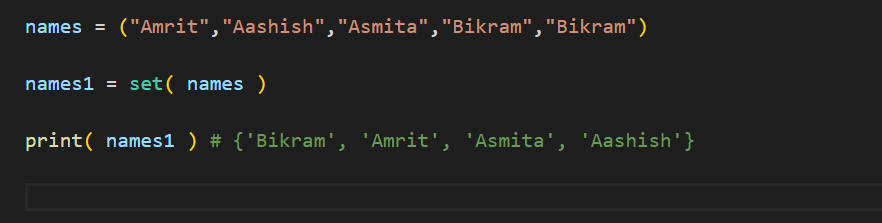 names = ("Amrit","Aashish","Asmita","Bikram","Bikram")
names1 = set( names )
print( names1 ) # {'Bikram', 'Amrit', 'Asmita', 'Aashish'}